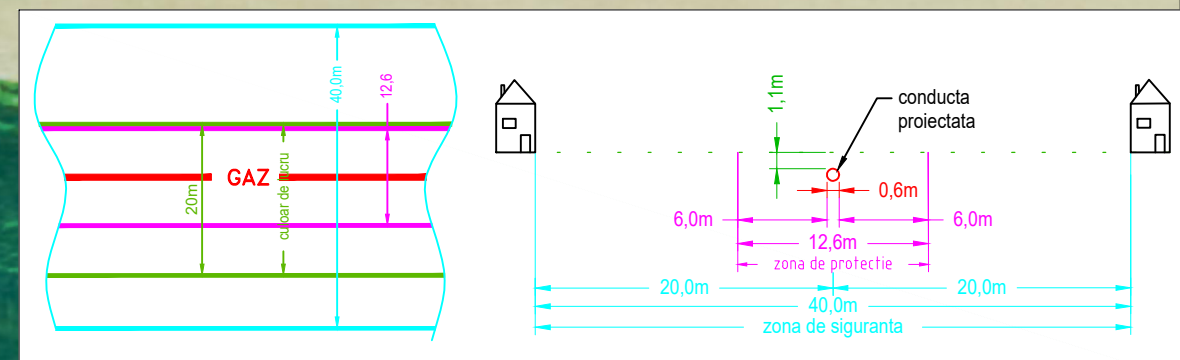 40,0m
12,6
GAZ
20m
culoar de lucru
1,1m
conducta
proiectata
0,6m
6,0m
6,0m
12,6m
zona de protectie
20,0m
20,0m
40,0m
zona de siguranta